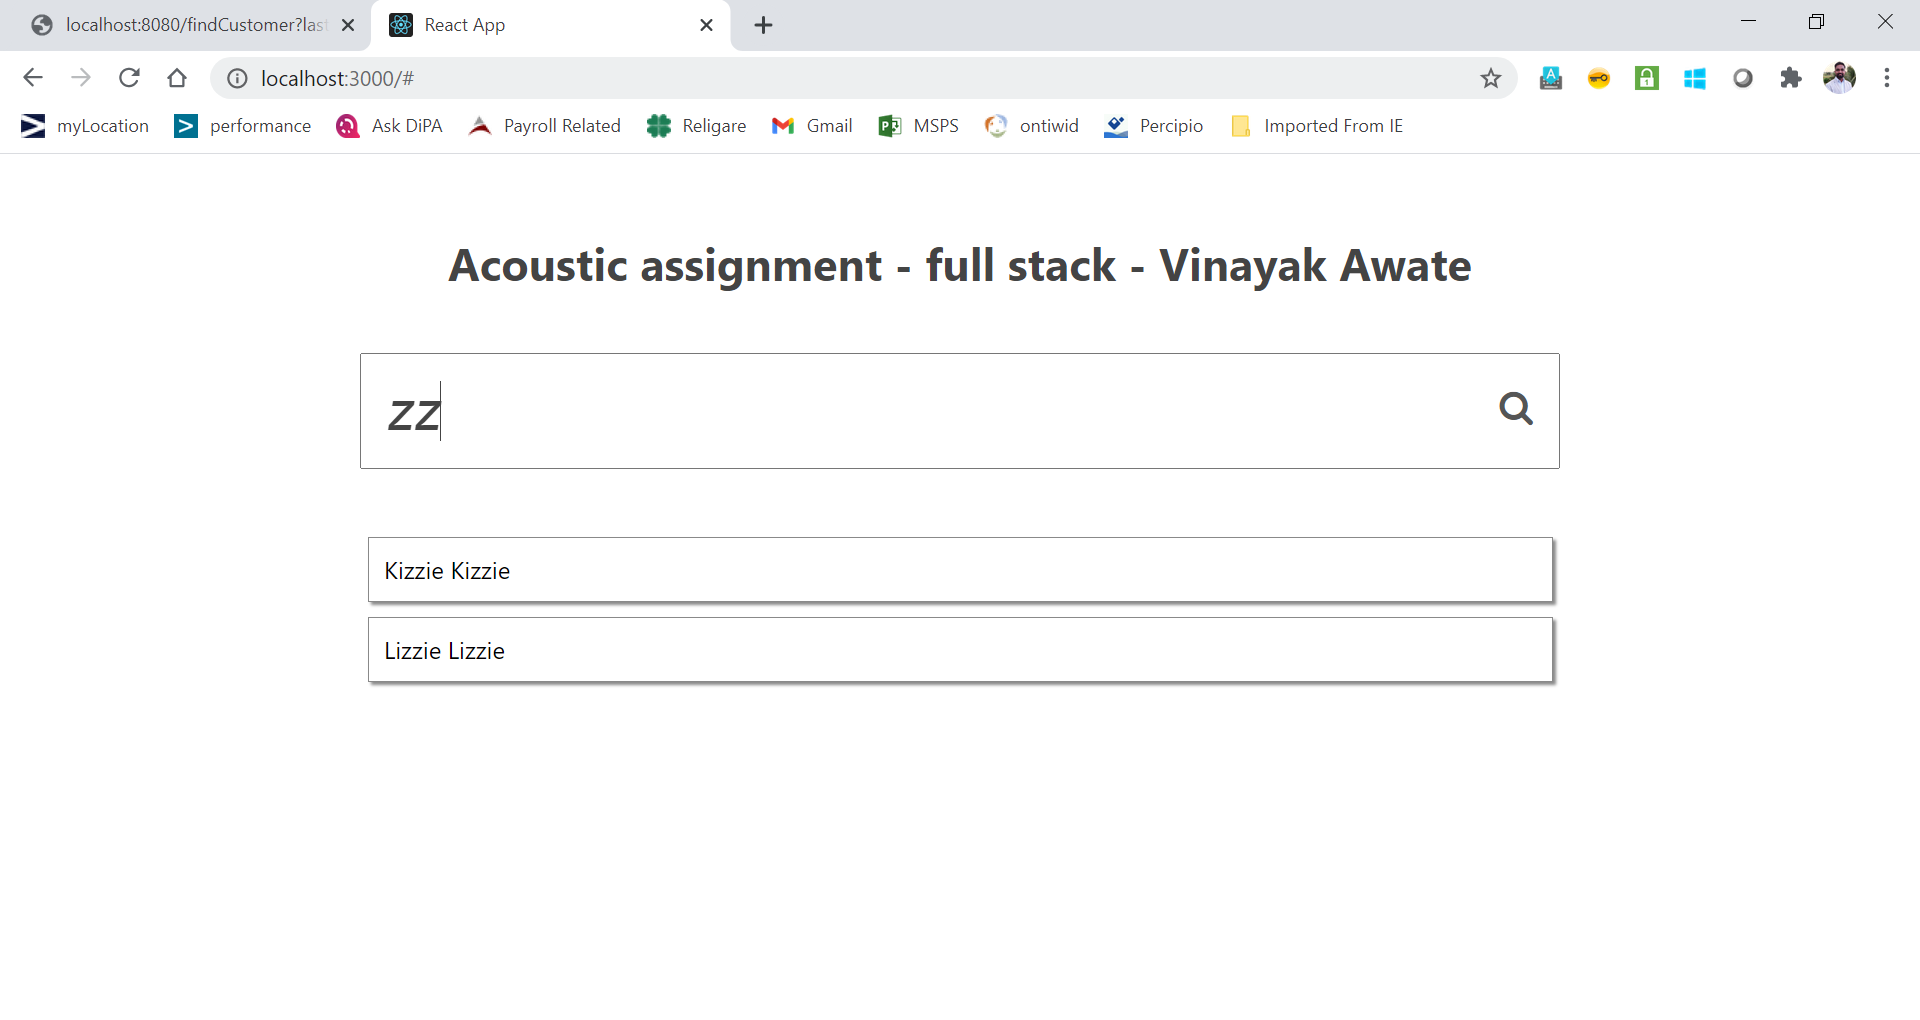 localhost:8080/findCustomer?las
React App
localhost:3000/#
myLocation performance Ask DiPA Payroll Related Religare Gmail MSPS ontiwid Percipio Imported From IE
Acoustic assignment - full stack - Vinayak Awate
zz
Kizzie Kizzie
Lizzie Lizzie